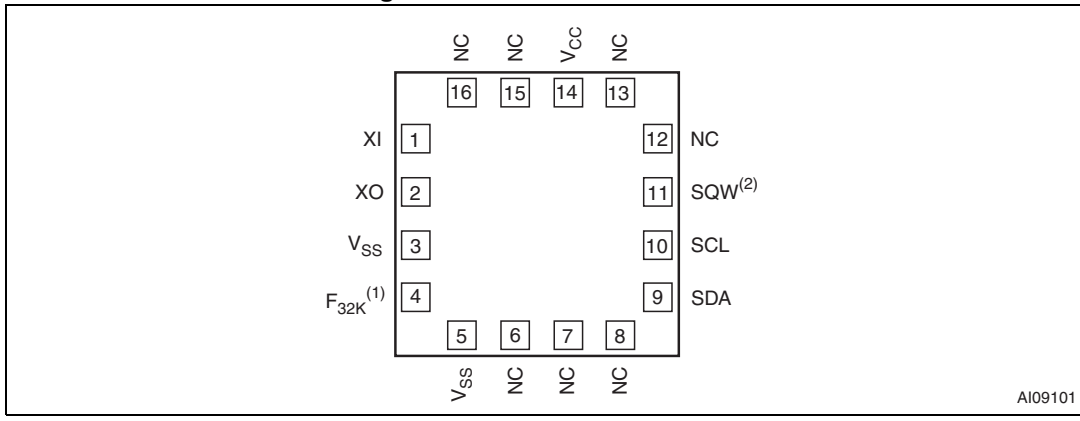 NC NC VCC NC
16 15 14 13
XI 1 12 NC
XO 2 11 SQW(2)
VSS 3 10 SCL
F32K(1) 4 9 SDA
5 6 7 8
VSS NC NC NC
AI09101